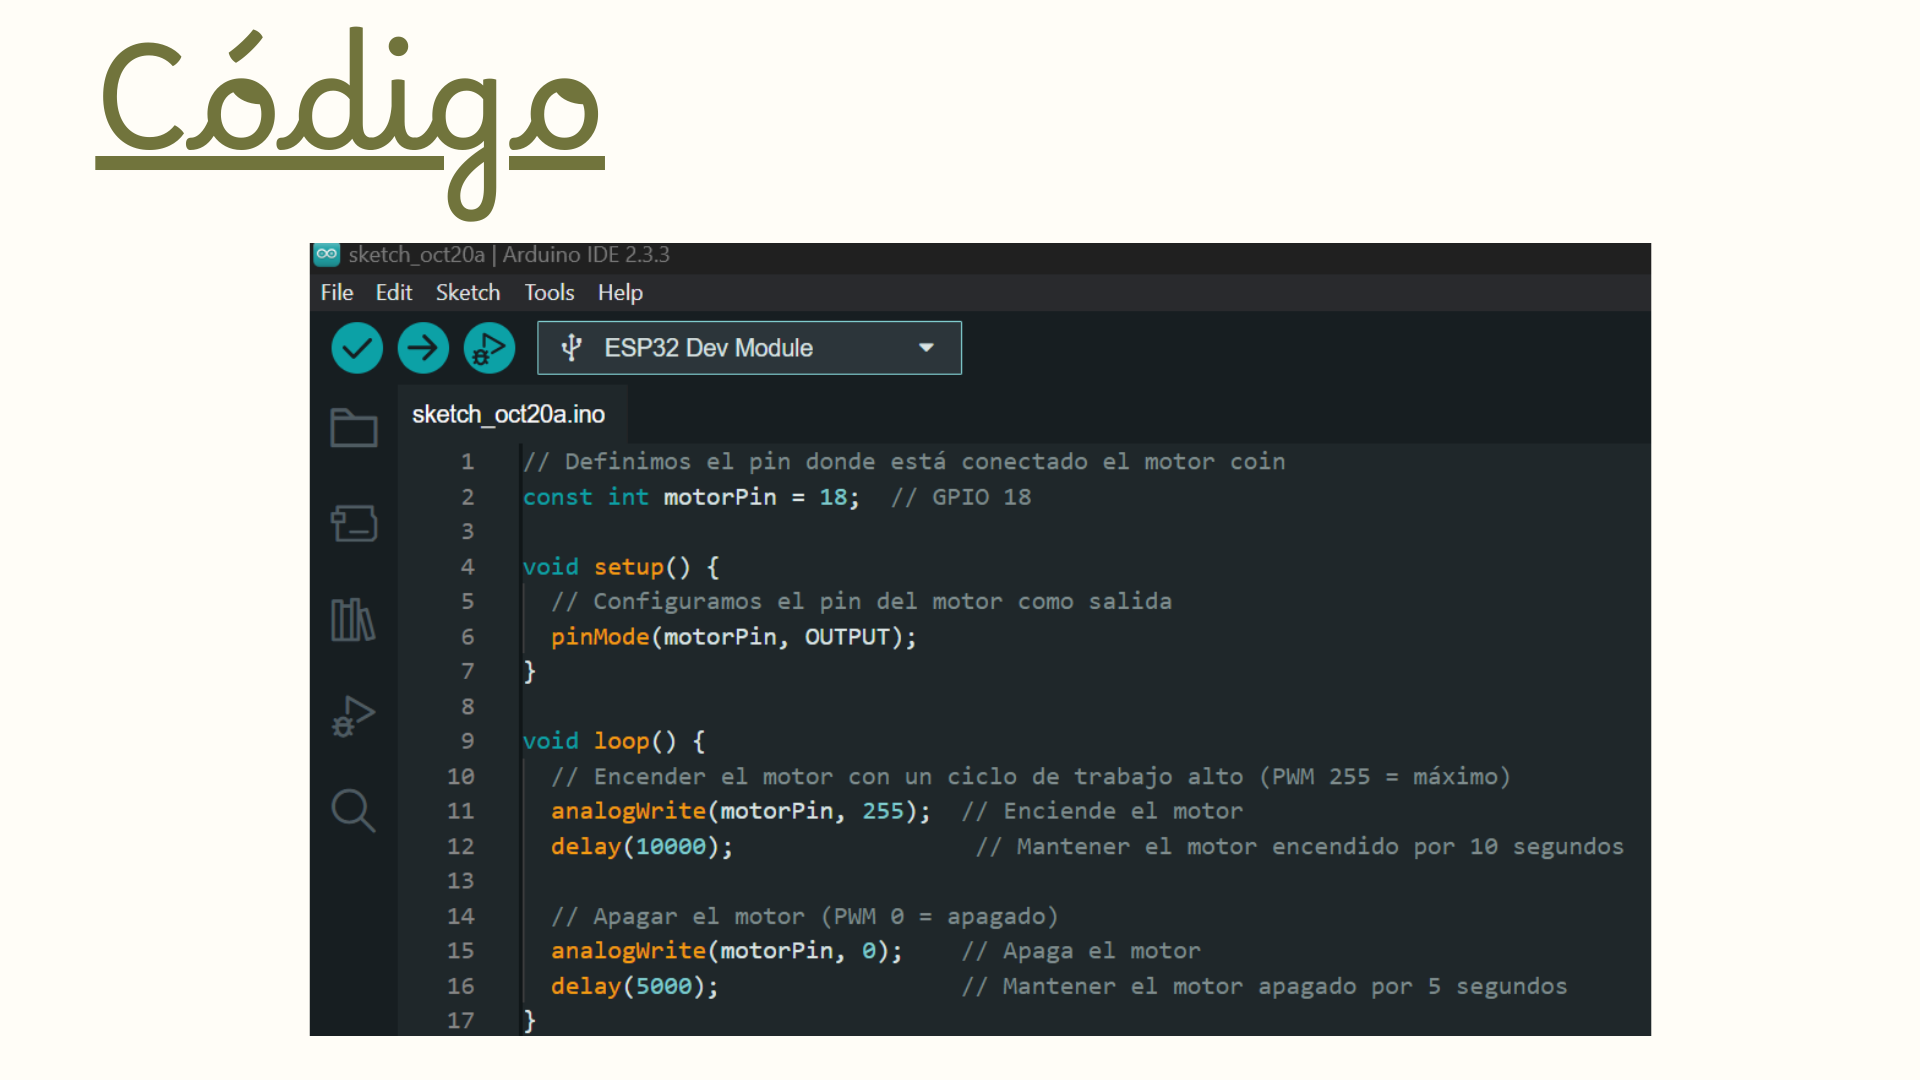 Código
sketch_oct20a | Arduino IDE 2.3.3
File Edit Sketch Tools Help
ESP32 Dev Module
sketch_oct20a.ino
1 // Definimos el pin donde está conectado el motor coin
2 const int motorPin = 18;  // GPIO 18
3
4 void setup() {
5   // Configuramos el pin del motor como salida
6   pinMode(motorPin, OUTPUT);
7 }
8
9 void loop() {
10   // Encender el motor con un ciclo de trabajo alto (PWM 255 = máximo)
11   analogWrite(motorPin, 255);  // Enciende el motor
12   delay(10000);                 // Mantener el motor encendido por 10 segundos
13
14   // Apagar el motor (PWM 0 = apagado)
15   analogWrite(motorPin, 0);    // Apaga el motor
16   delay(5000);                 // Mantener el motor apagado por 5 segundos
17 }